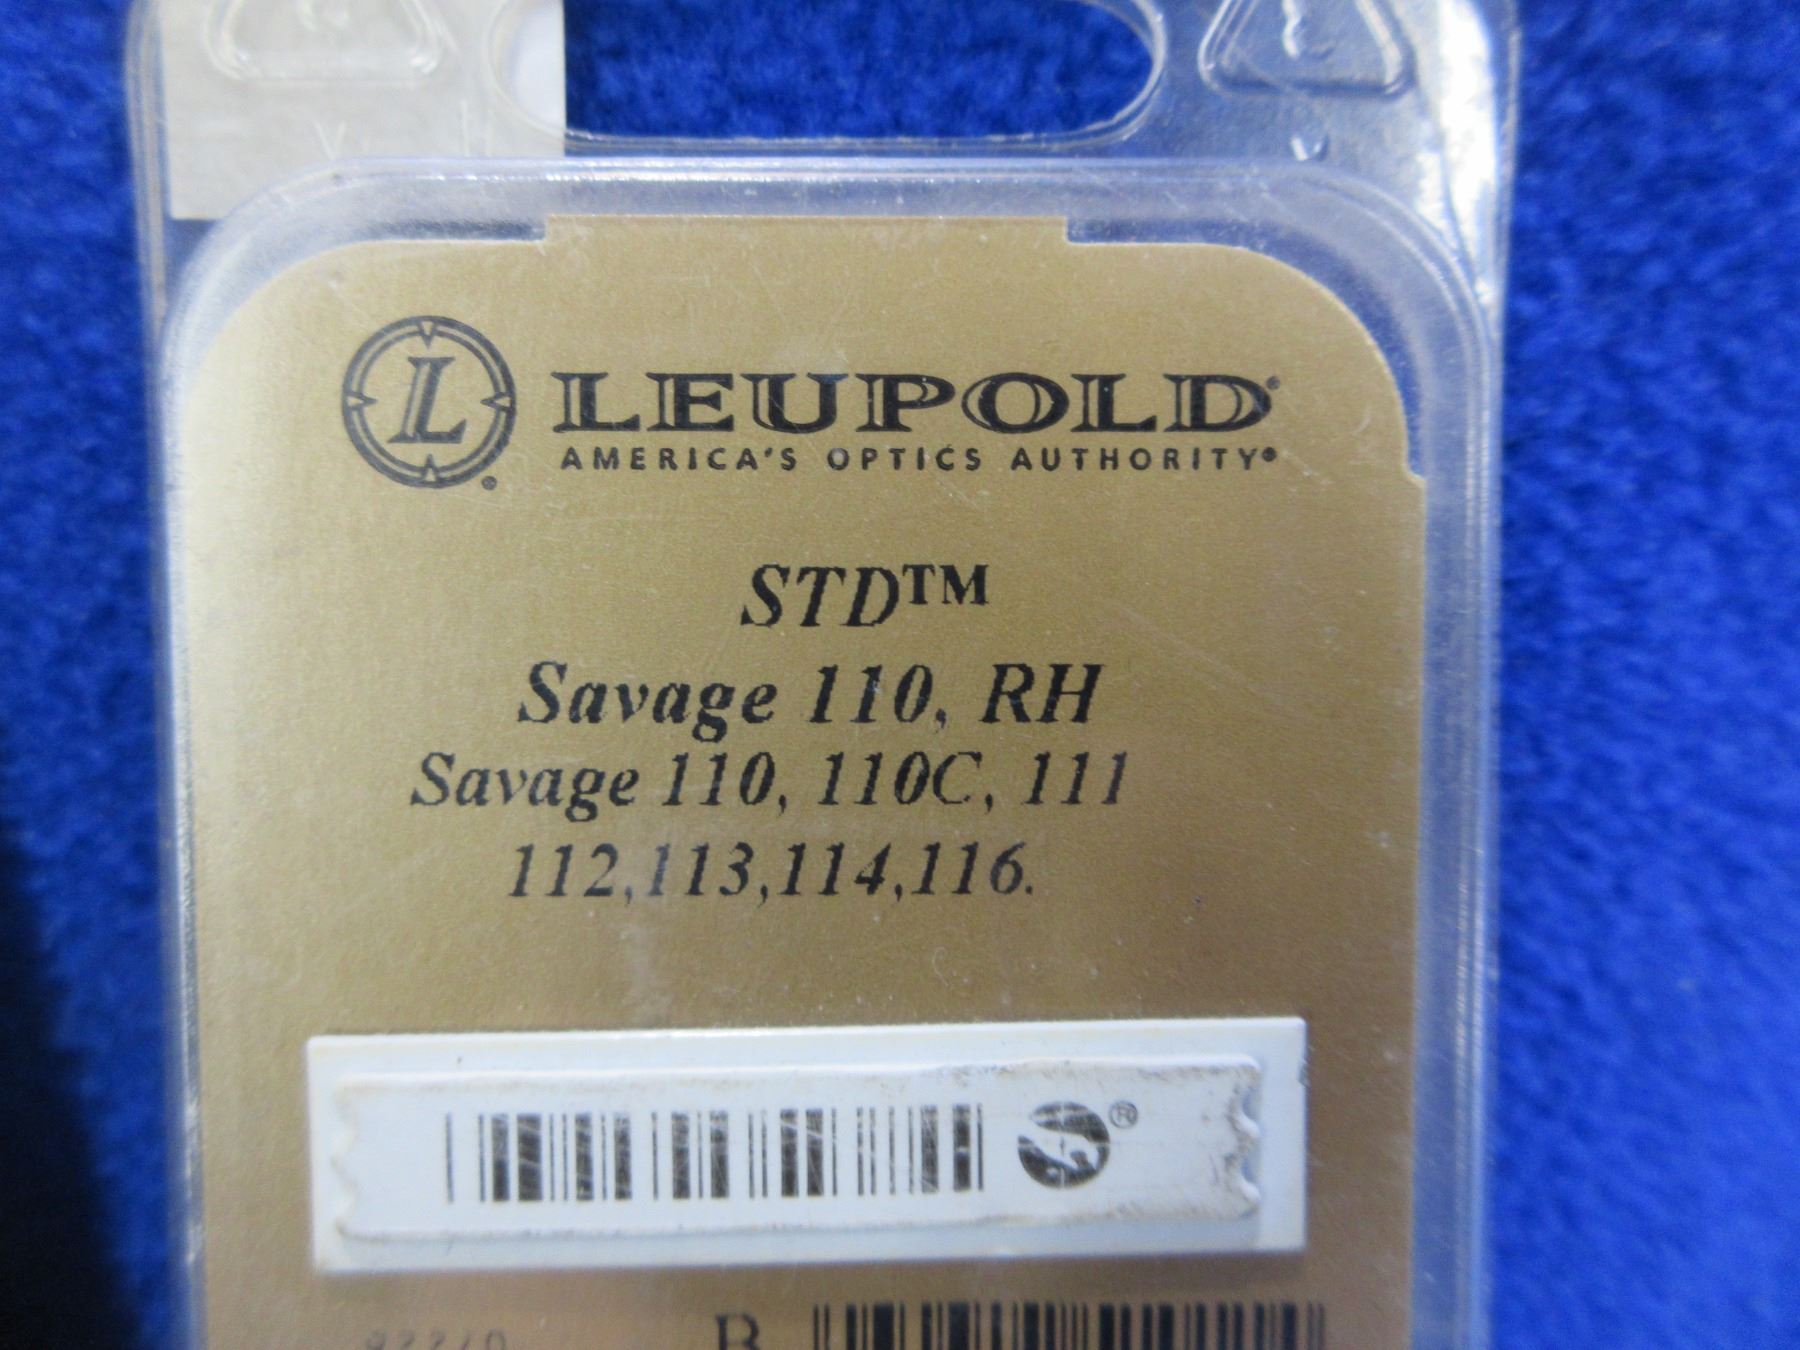 L
LEUPOLD®
AMERICA'S OPTICS AUTHORITY®
STD™
Savage 110, RH
Savage 110, 110C, 111
112,113,114,116.
®
B